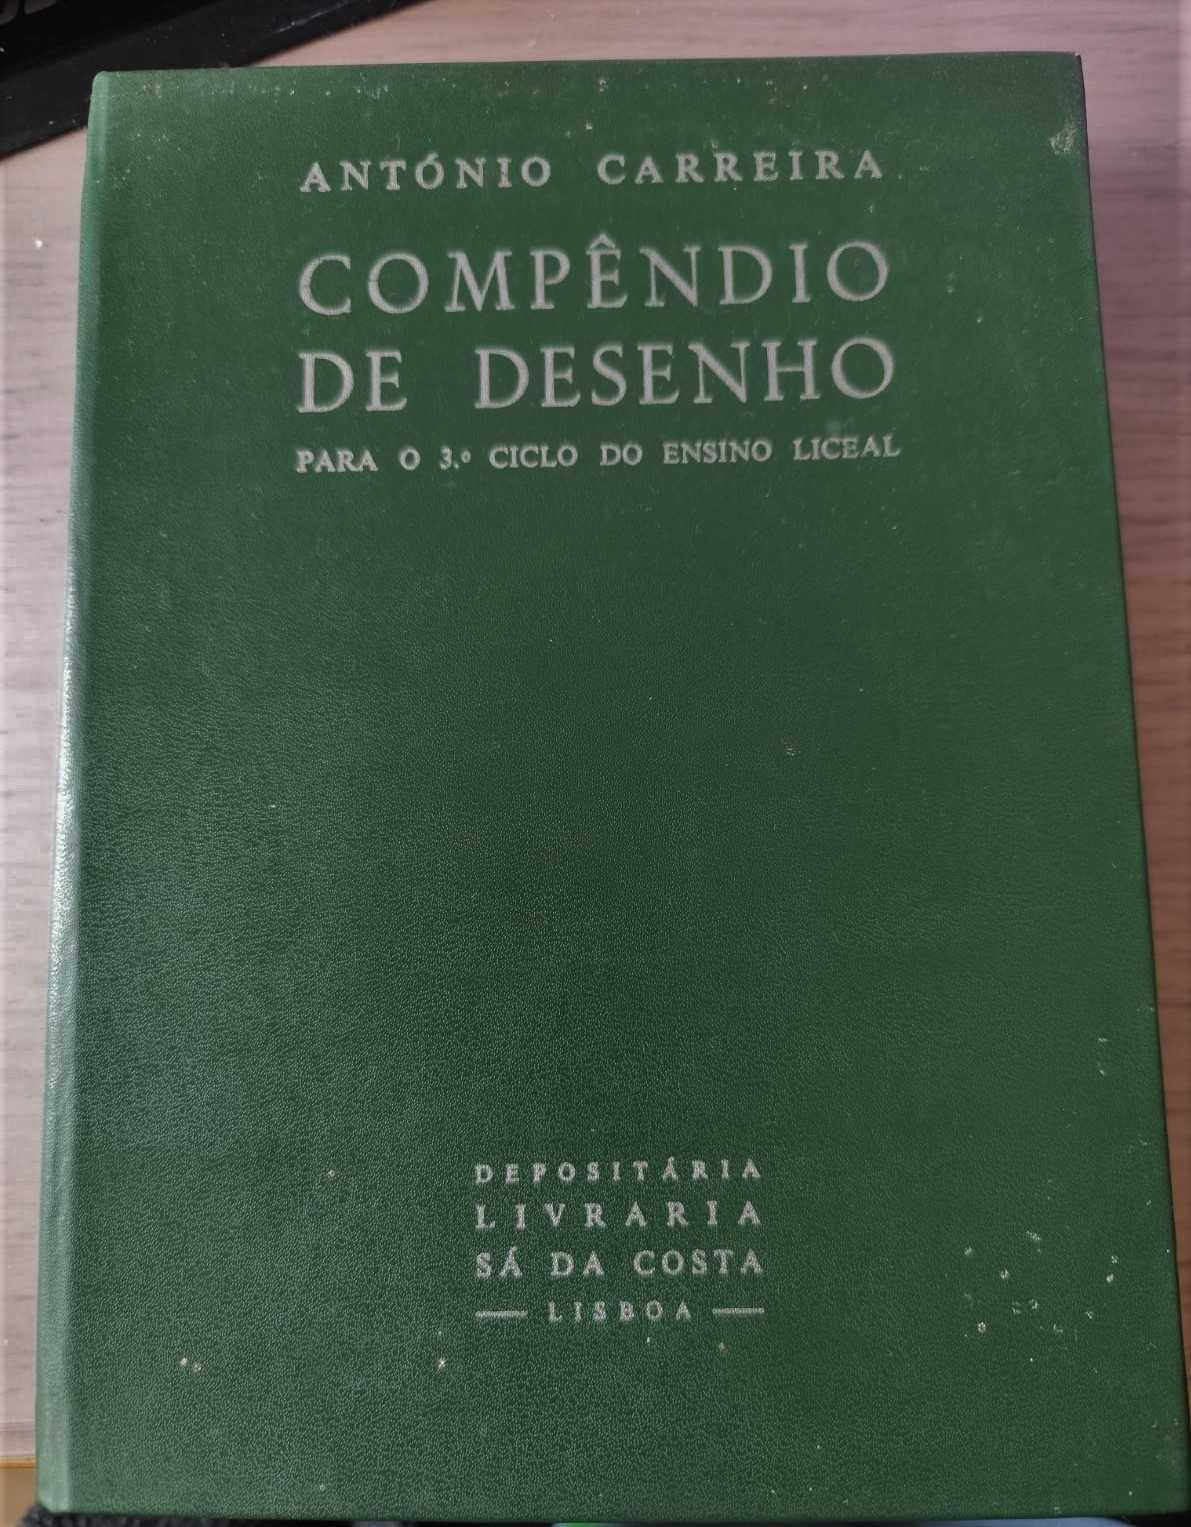 ANTÓNIO CARREIRA
COMPÊNDIO
DE DESENHO
PARA O 3.º CICLO DO ENSINO LICEAL
DEPOSITÁRIA
LIVRARIA
SÁ DA COSTA
— LISBOA —